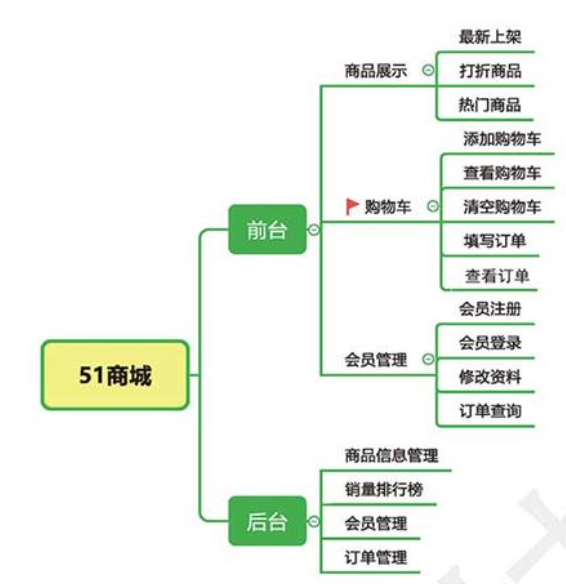 51商城
前台
商品展示
最新上架
打折商品
热门商品
购物车
添加购物车
查看购物车
清空购物车
填写订单
查看订单
会员管理
会员注册
会员登录
修改资料
订单查询
后台
商品信息管理
销量排行榜
会员管理
订单管理